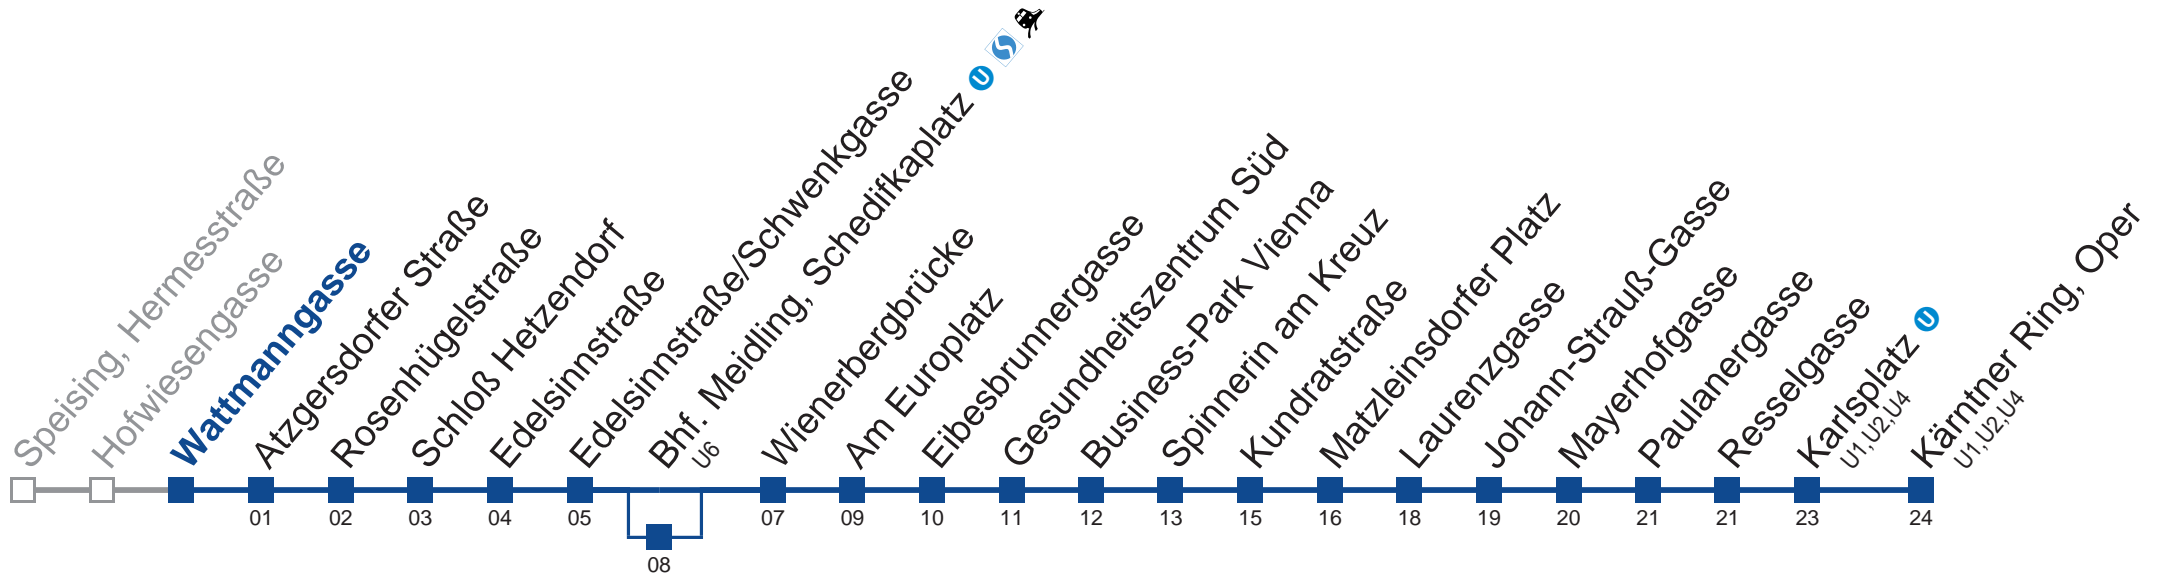 Speising, Hermesstraße
Hofwiesengasse
Wattmanngasse
Atzgersdorfer Straße
01
Rosenhügelstraße
02
Schloß Hetzendorf
03
Edelsinnstraße
04
Edelsinnstraße/Schwenkgasse
05
Bhf. Meidling, Schedifkaplatz U S
U6
08
Wienerbergbrücke
07
Am Europlatz
09
Eibesbrunnergasse
10
Gesundheitszentrum Süd
11
Business-Park Vienna
12
Spinnerin am Kreuz
13
Kundratstraße
15
Matzleinsdorfer Platz
16
Laurenzgasse
18
Johann-Strauß-Gasse
19
Mayerhofgasse
20
Paulanergasse
21
Resselgasse
21
Karlsplatz U
U1,U2,U4
23
Kärntner Ring, Oper
U1,U2,U4
24